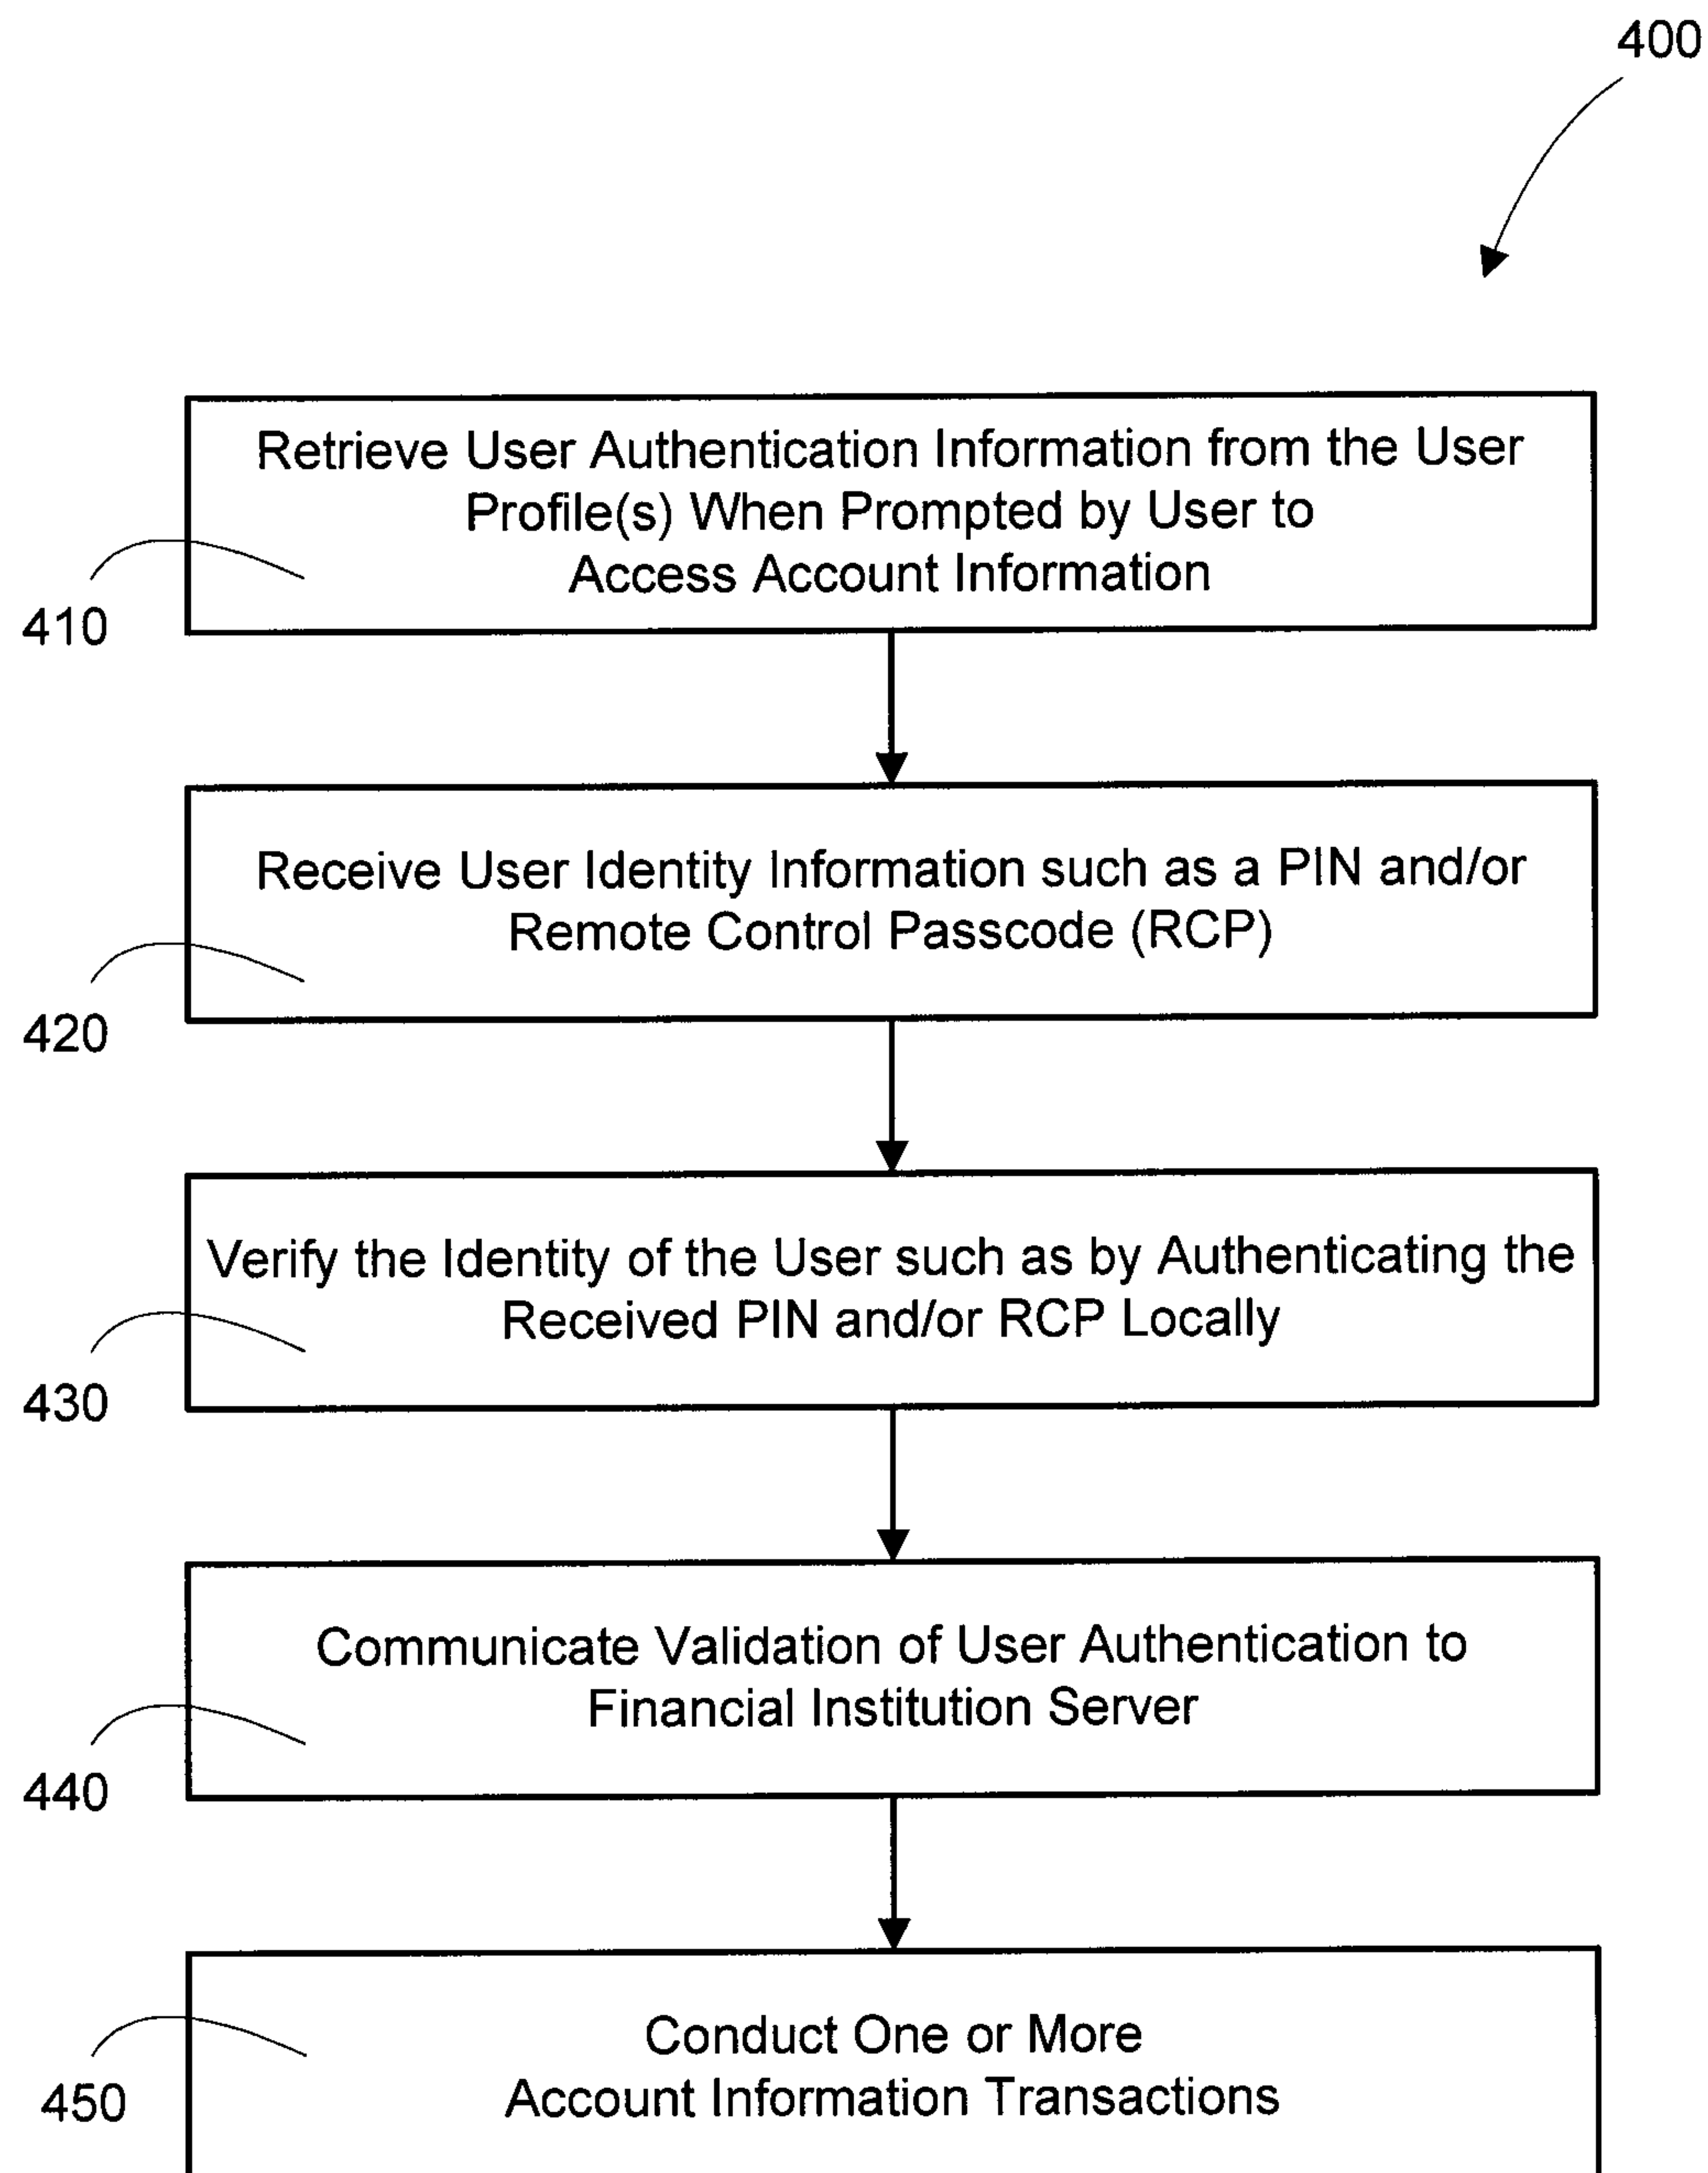 400
Retrieve User Authentication Information from the User
Profile(s) When Prompted by User to
Access Account Information
410
Receive User Identity Information such as a PIN and/or
Remote Control Passcode (RCP)
420
Verify the Identity of the User such as by Authenticating the
Received PIN and/or RCP Locally
430
Communicate Validation of User Authentication to
Financial Institution Server
440
Conduct One or More
Account Information Transactions
450